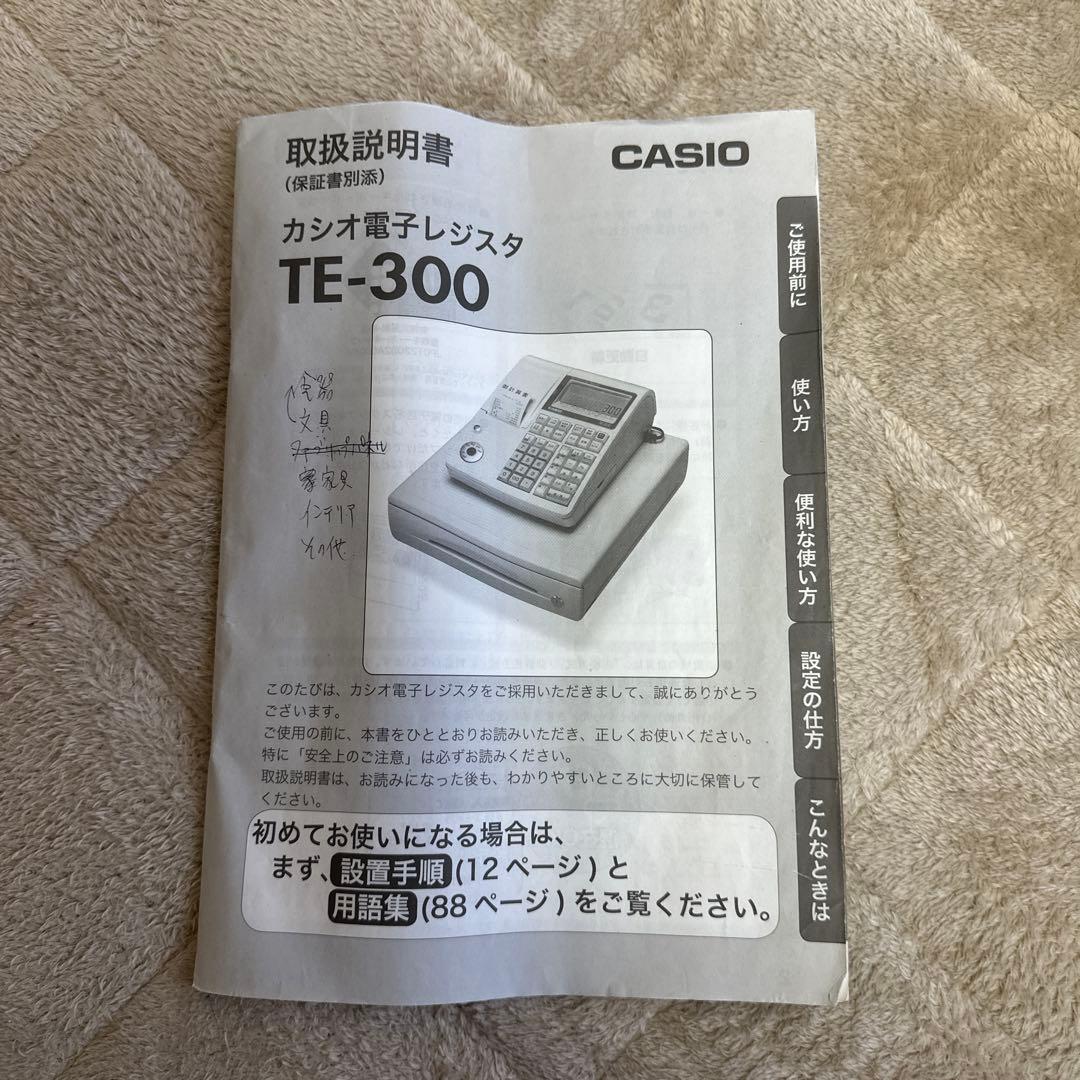 取扱説明書
(保証書別添)
CASIO
カシオ電子レジスタ
TE-300
文具
家具
インテリア
その他
御計算書
300
このたびは、カシオ電子レジスタをご採用いただきまして、誠にありがとう
ございます。
ご使用の前に、本書をひととおりお読みいただき、正しくお使いください。
特に「安全上のご注意」は必ずお読みください。
取扱説明書は、お読みになった後も、わかりやすいところに大切に保管して
ください。
初めてお使いになる場合は、
まず、設置手順(12ページ)と
用語集(88ページ)をご覧ください。
ご使用前に
使い方
便利な使い方
設定の仕方
こんなときは